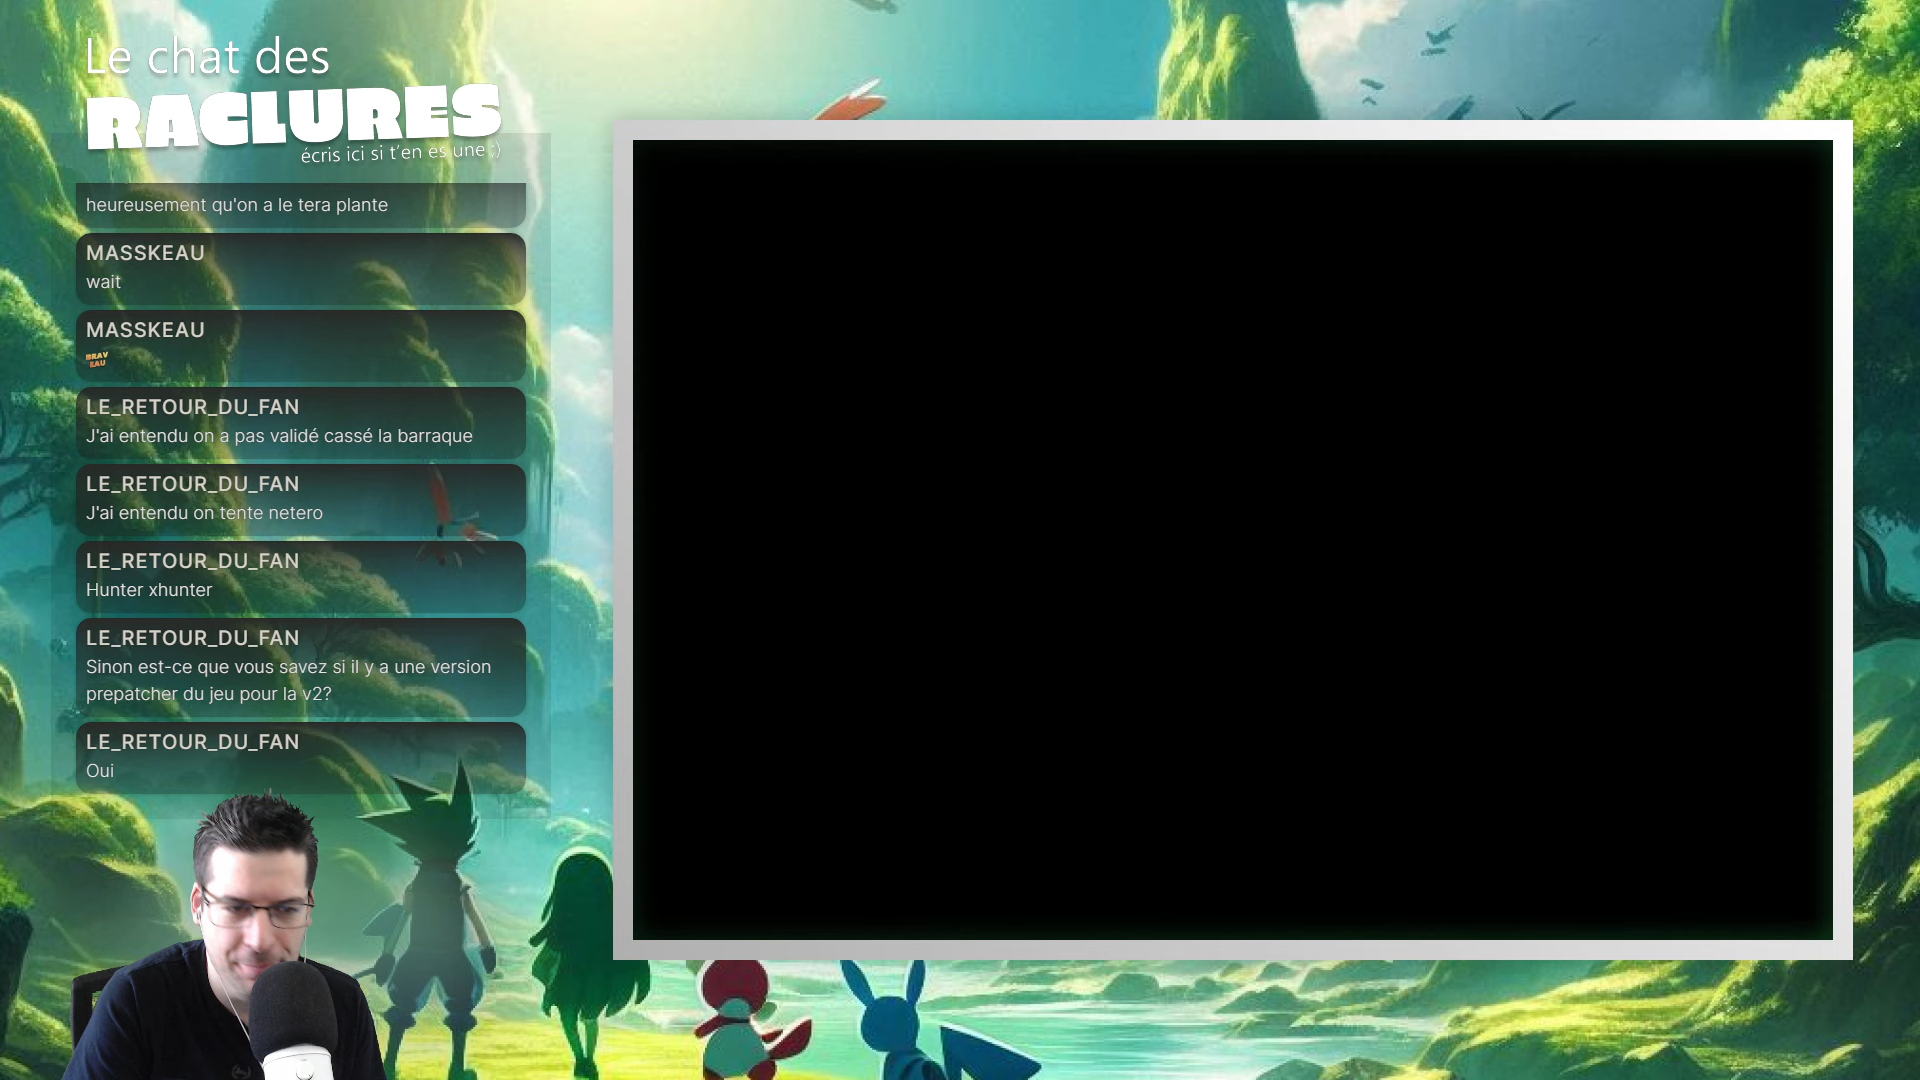 Le chat des
RACLURES
écris ici si t'en es une ;)
heureusement qu'on a le tera plante
MASSKEAU
wait
MASSKEAU
BRAV
EAU
LE_RETOUR_DU_FAN
J'ai entendu on a pas validé cassé la barraque
LE_RETOUR_DU_FAN
J'ai entendu on tente netero
LE_RETOUR_DU_FAN
Hunter xhunter
LE_RETOUR_DU_FAN
Sinon est-ce que vous savez si il y a une version
prepatcher du jeu pour la v2?
LE_RETOUR_DU_FAN
Oui